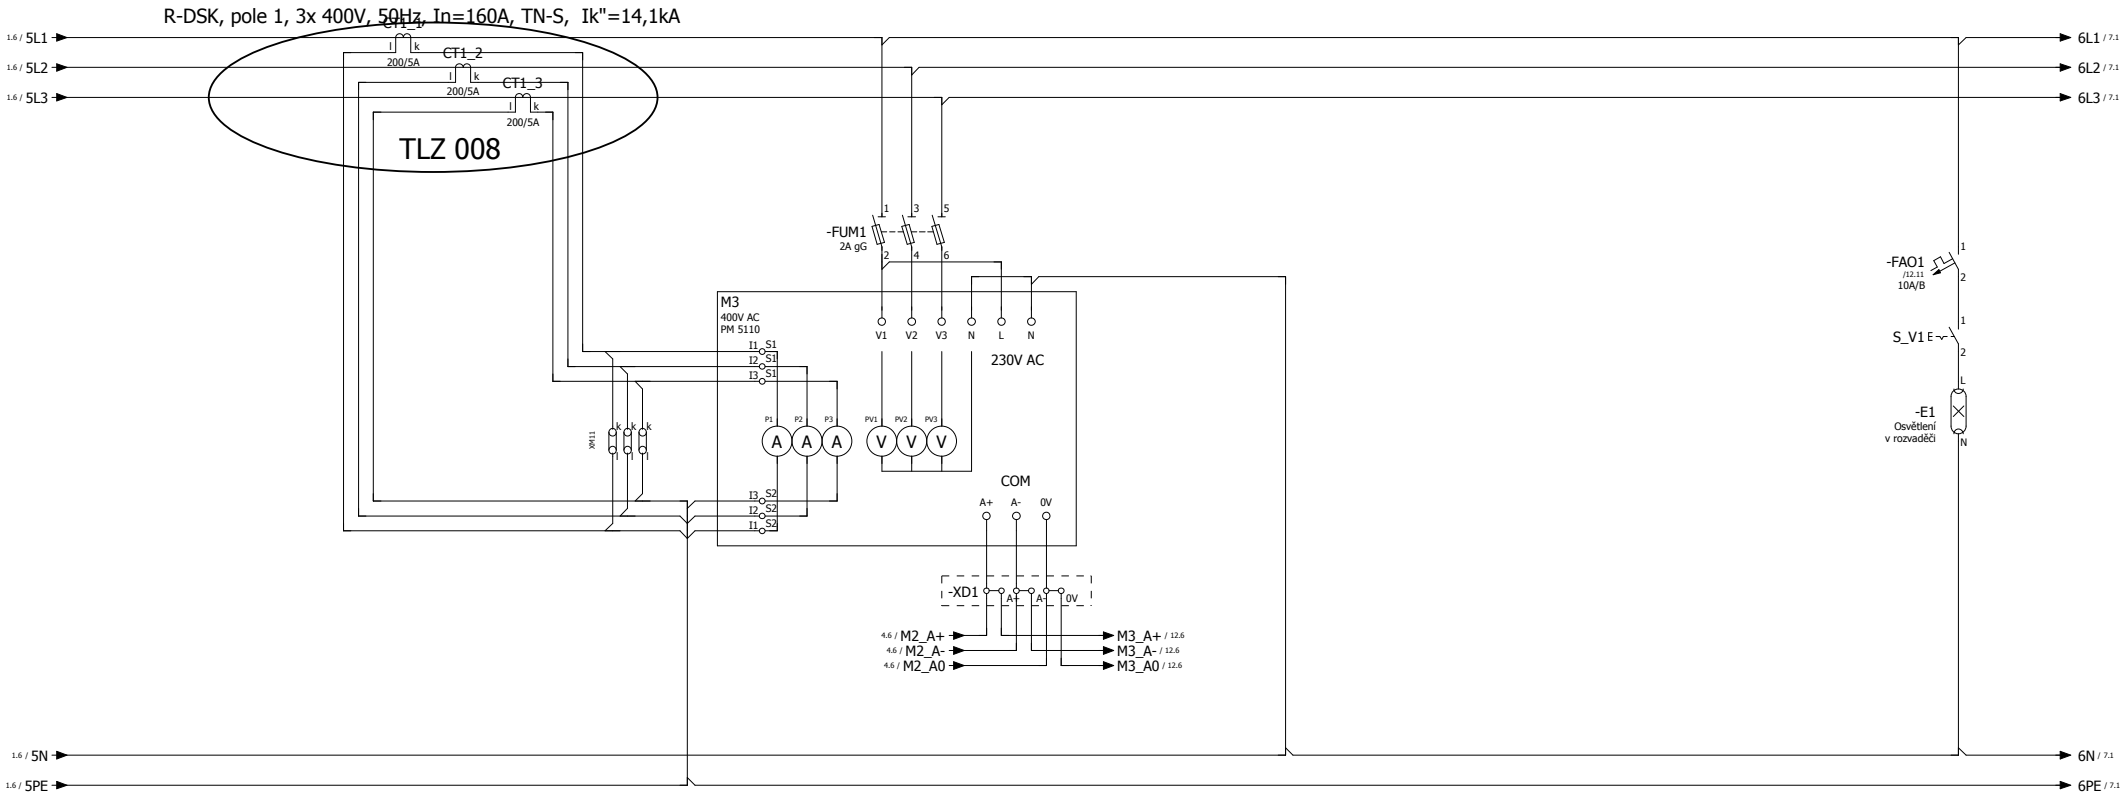 R-DSK, pole 1, 3x 400V, 50Hz, In=160A, TN-S, Ik"=14,1kA
1.6 / 5L1
CT1_1
l k
200/5A
6L1 / 7.1
1.6 / 5L2
CT1_2
l k
200/5A
6L2 / 7.1
1.6 / 5L3
CT1_3
l k
200/5A
6L3 / 7.1
TLZ 008
-FUM1
2A gG
1 3 5
2 4 6
-FAO1
/12.11
10A/B
1
2
S_V1 E
1
2
-E1
Osvětlení
v rozvaděči
L
N
M3
400V AC
PM 5110
V1 V2 V3 N L N
230V AC
I1 S1
I2 S1
I3 S1
P1 P2 P3 PV1 PV2 PV3
A A A V V V
XM11
k k k
l l l
I3 S2
I2 S2
I1 S2
COM
A+ A- 0V
-XD1 A+ A- 0V
4.6 / M2_A+
4.6 / M2_A-
4.6 / M2_A0
M3_A+ / 12.6
M3_A- / 12.6
M3_A0 / 12.6
1.6 / 5N
6N / 7.1
1.6 / 5PE
6PE / 7.1